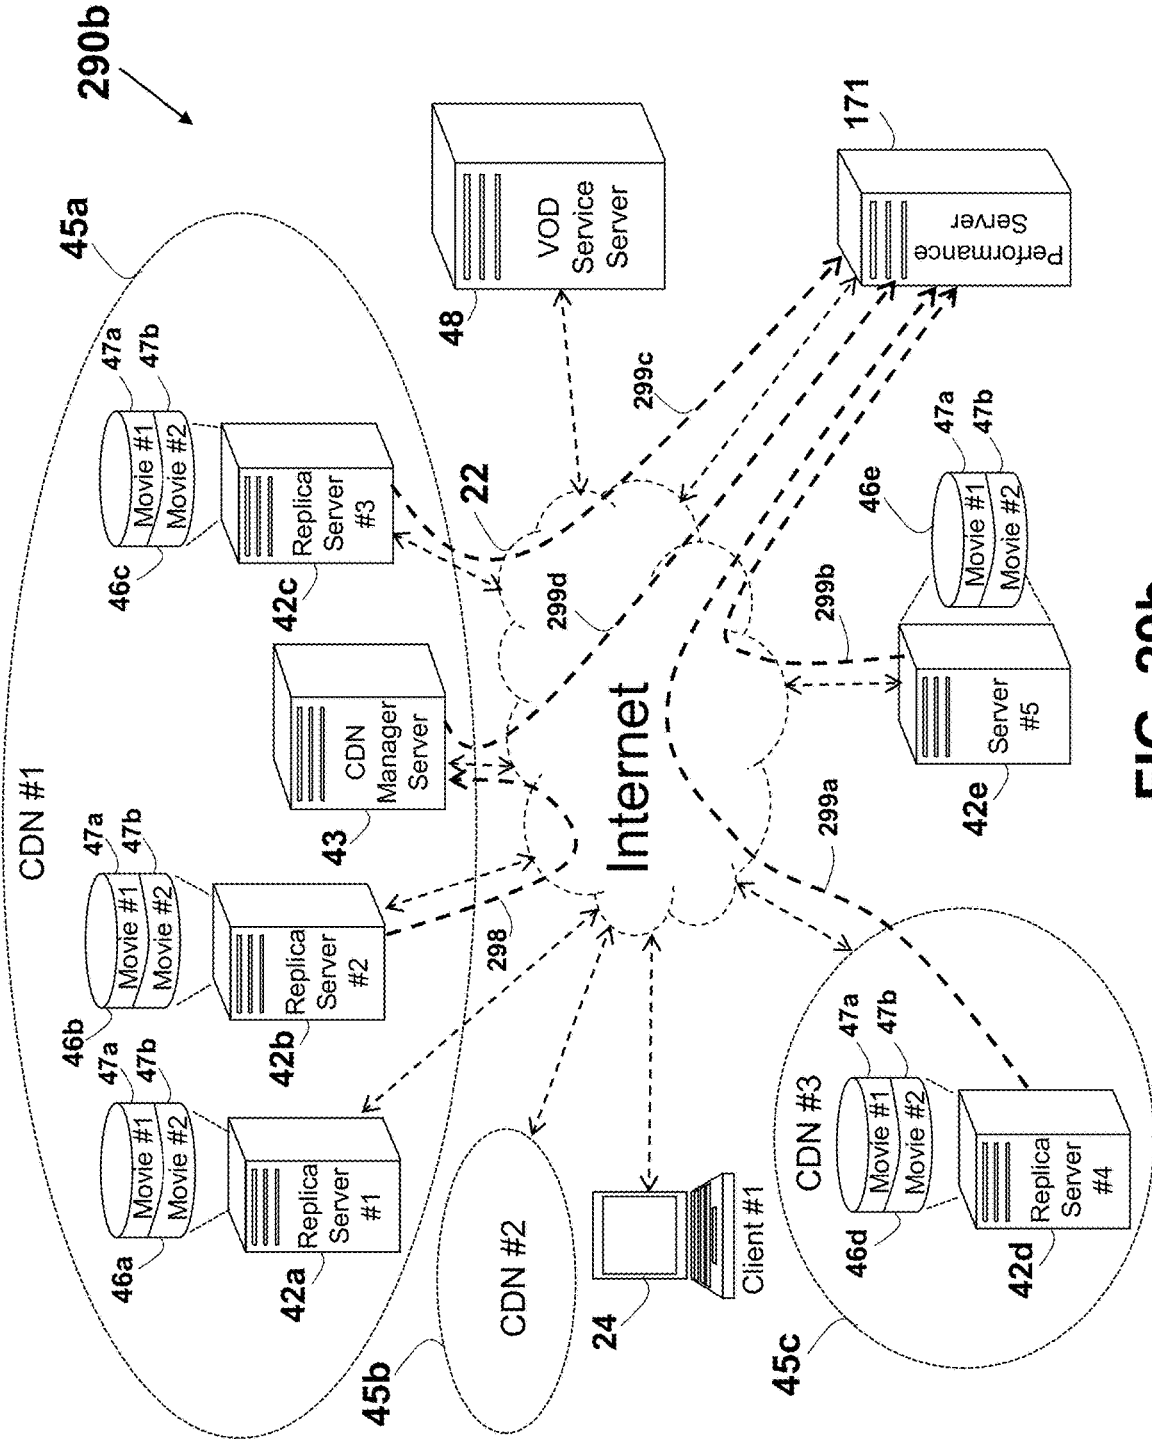 CDN #1
290b
45a
46b
47a
47b
Movie #1
Movie #2
46a
47a
47b
Movie #1
Movie #2
46c
47a
47b
Movie #1
Movie #2
42a
Replica
Server
#1
42b
Replica
Server
#2
43
CDN
Manager
Server
42c
Replica
Server
#3
45b
CDN #2
298
22
48
VOD
Service
Server
299d
299c
24
Client #1
Internet
45c
CDN #3
46d
47a
47b
Movie #1
Movie #2
42d
Replica
Server
#4
299a
299b
42e
Server
#5
46e
47a
47b
Movie #1
Movie #2
171
Performance
Server